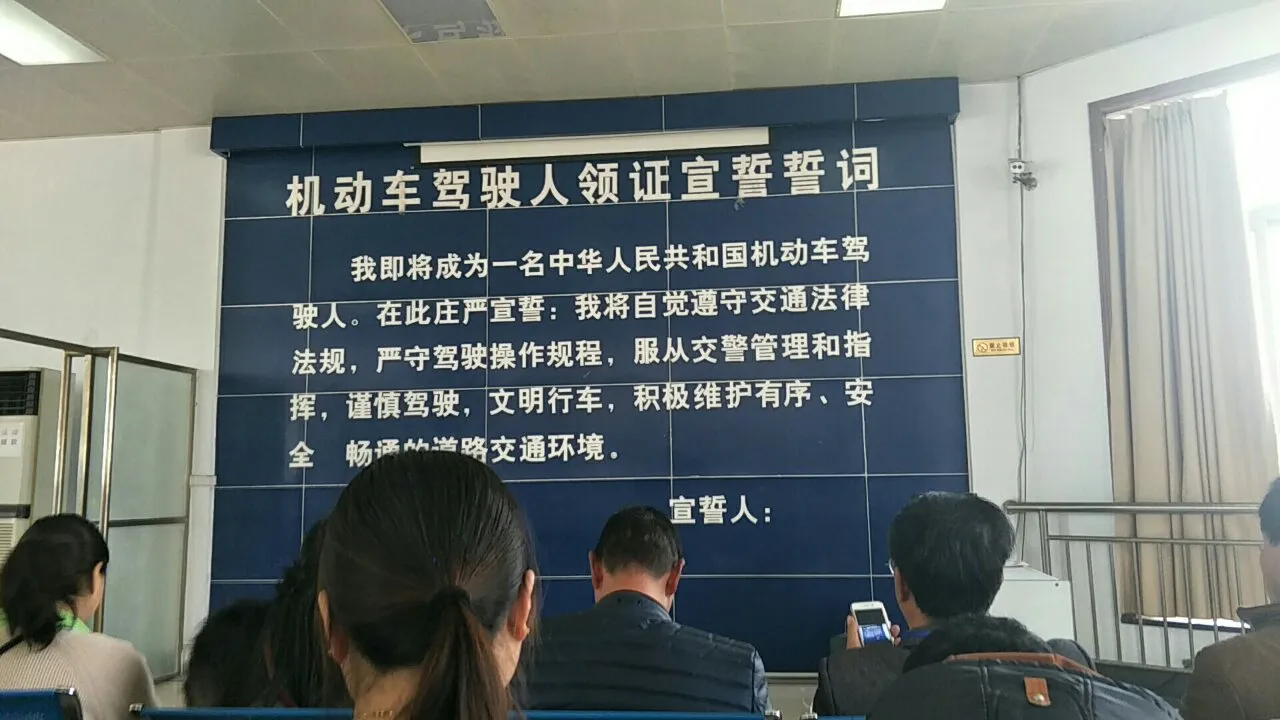 机动车驾驶人领证宣誓誓词
我即将成为一名中华人民共和国机动车驾
驶人。在此庄严宣誓：我将自觉遵守交通法律
法规，严守驾驶操作规程，服从交警管理和指
挥，谨慎驾驶，文明行车，积极维护有序、安
全 畅通的道路交通环境。
宣誓人：